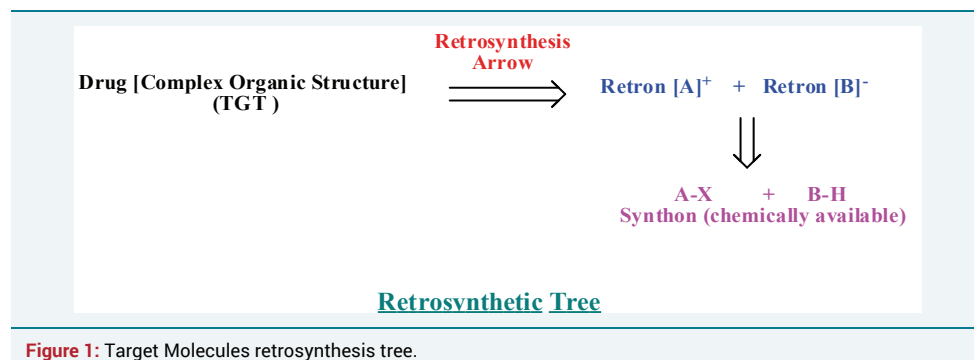 Retrosynthesis
Arrow
Drug [Complex Organic Structure]
(TGT )
Retron [A]+ + Retron [B]-
A-X + B-H
Synthon (chemically available)
Retrosynthetic Tree
Figure 1: Target Molecules retrosynthesis tree.